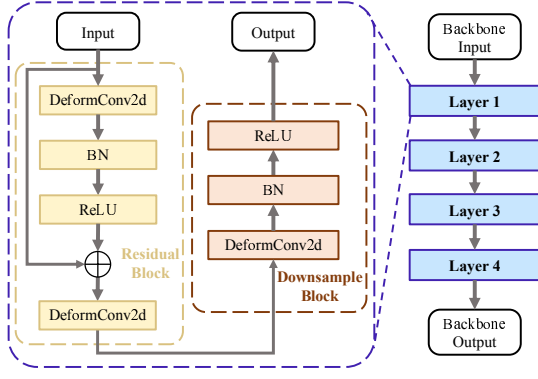 Input
DeformConv2d
BN
ReLU
Residual
Block
DeformConv2d
Output
ReLU
BN
DeformConv2d
Downsample
Block
Backbone
Input
Layer 1
Layer 2
Layer 3
Layer 4
Backbone
Output